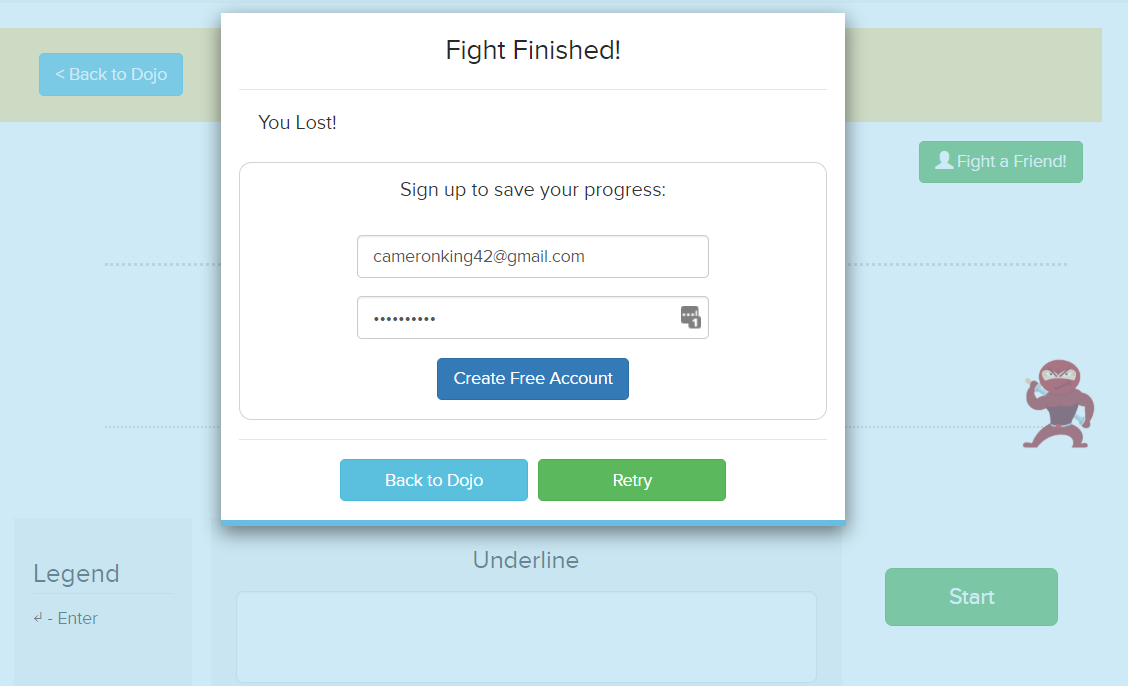 Fight Finished!
< Back to Dojo
You Lost!
Fight a Friend!
Sign up to save your progress:
cameronking42@gmail.com
••••••••••
1
Create Free Account
Back to Dojo
Retry
Underline
Legend
Start
↲ - Enter